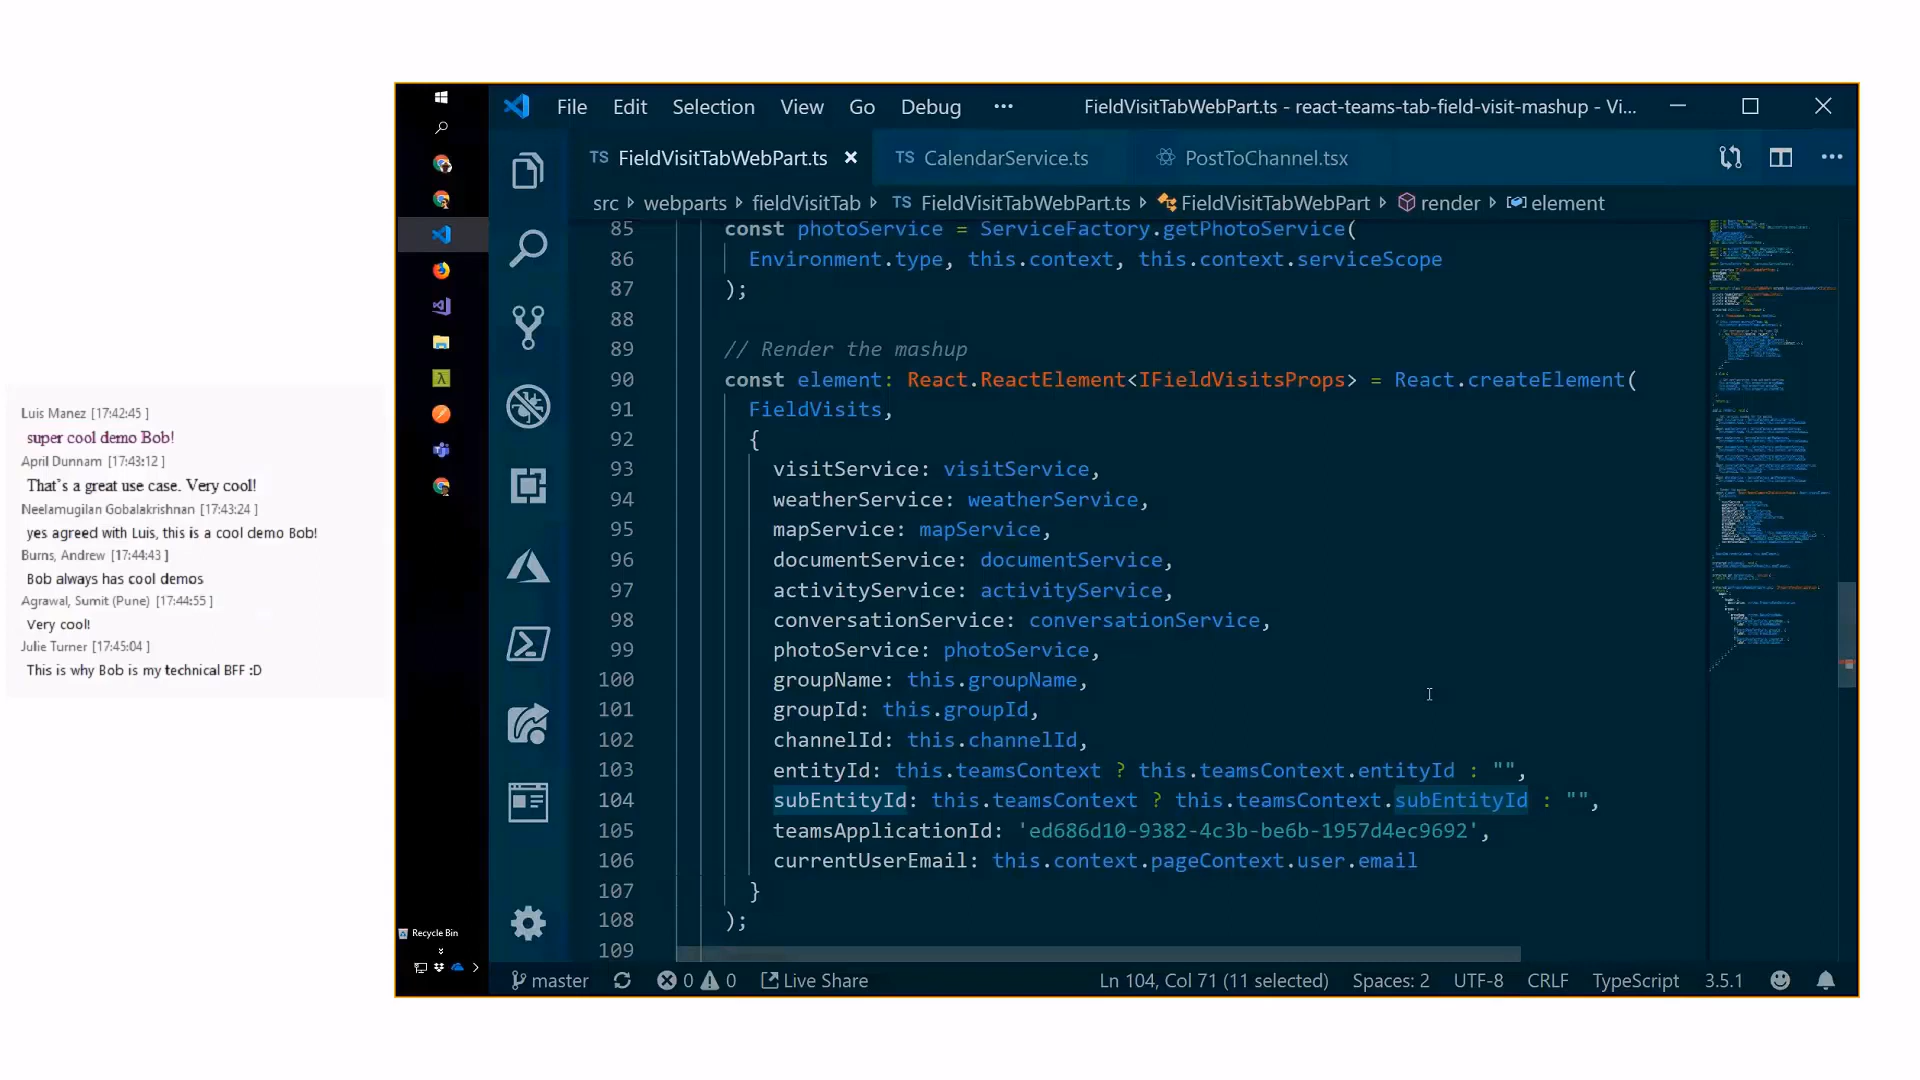 Luis Manez [17:42:45 ]
super cool demo Bob!
April Dunnam [17:43:12 ]
That's a great use case. Very cool!
Neelamugilan Gobalakrishnan [17:43:24 ]
yes agreed with Luis, this is a cool demo Bob!
Burns, Andrew [17:44:43 ]
Bob always has cool demos
Agrawal, Sumit (Pune) [17:44:55 ]
Very cool!
Julie Turner [17:45:04 ]
This is why Bob is my technical BFF :D
Recycle Bin
File Edit Selection View Go Debug ··· FieldVisitTabWebPart.ts - react-teams-tab-field-visit-mashup - Vi...
TS FieldVisitTabWebPart.ts TS CalendarService.ts PostToChannel.tsx
src webparts fieldVisitTab TS FieldVisitTabWebPart.ts FieldVisitTabWebPart render element
85 const photoService = ServiceFactory.getPhotoService(
86 Environment.type, this.context, this.context.serviceScope
87 );
88
89 // Render the mashup
90 const element: React.ReactElement<IFieldVisitsProps> = React.createElement(
91 FieldVisits,
92 {
93 visitService: visitService,
94 weatherService: weatherService,
95 mapService: mapService,
96 documentService: documentService,
97 activityService: activityService,
98 conversationService: conversationService,
99 photoService: photoService,
100 groupName: this.groupName,
101 groupId: this.groupId,
102 channelId: this.channelId,
103 entityId: this.teamsContext ? this.teamsContext.entityId : "",
104 subEntityId: this.teamsContext ? this.teamsContext.subEntityId : "",
105 teamsApplicationId: 'ed686d10-9382-4c3b-be6b-1957d4ec9692',
106 currentUserEmail: this.context.pageContext.user.email
107 }
108 );
109
master 0 0 Live Share Ln 104, Col 71 (11 selected) Spaces: 2 UTF-8 CRLF TypeScript 3.5.1